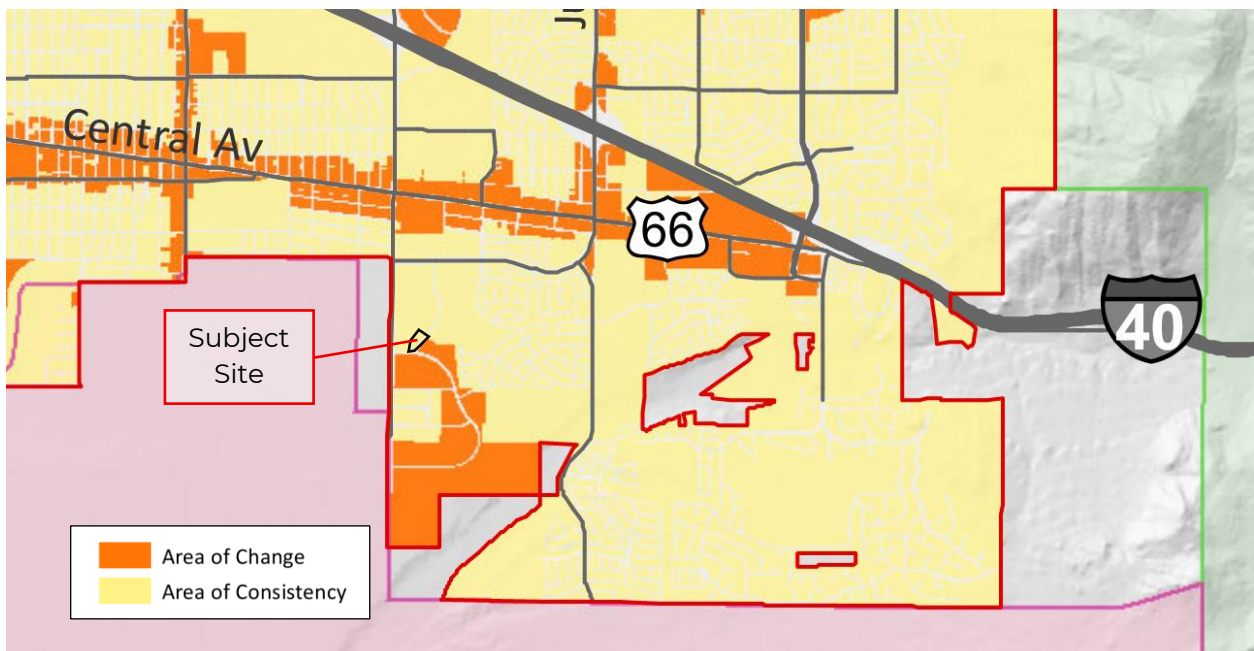 Central Av
66
40
Subject
Site
Area of Change
Area of Consistency